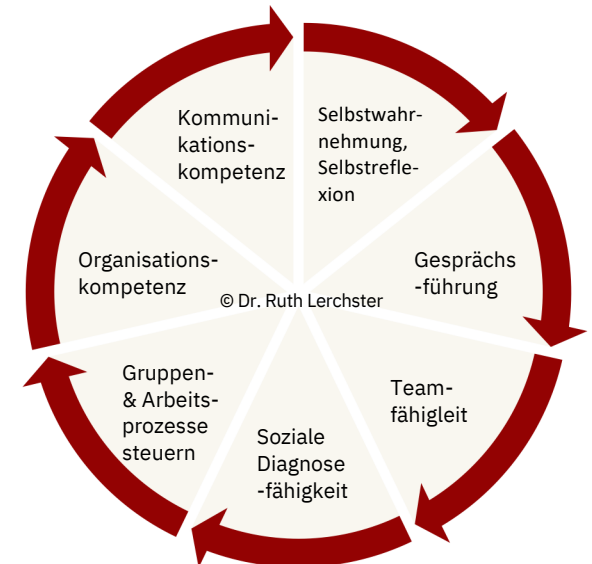 Kommuni-
kations-
kompetenz
Selbstwahr-
nehmung,
Selbstrefle-
xion
Gesprächs
-führung
Team-
fähigleit
Soziale
Diagnose
-fähigkeit
Gruppen-
& Arbeits-
prozesse
steuern
Organisations-
kompetenz
© Dr. Ruth Lerchster